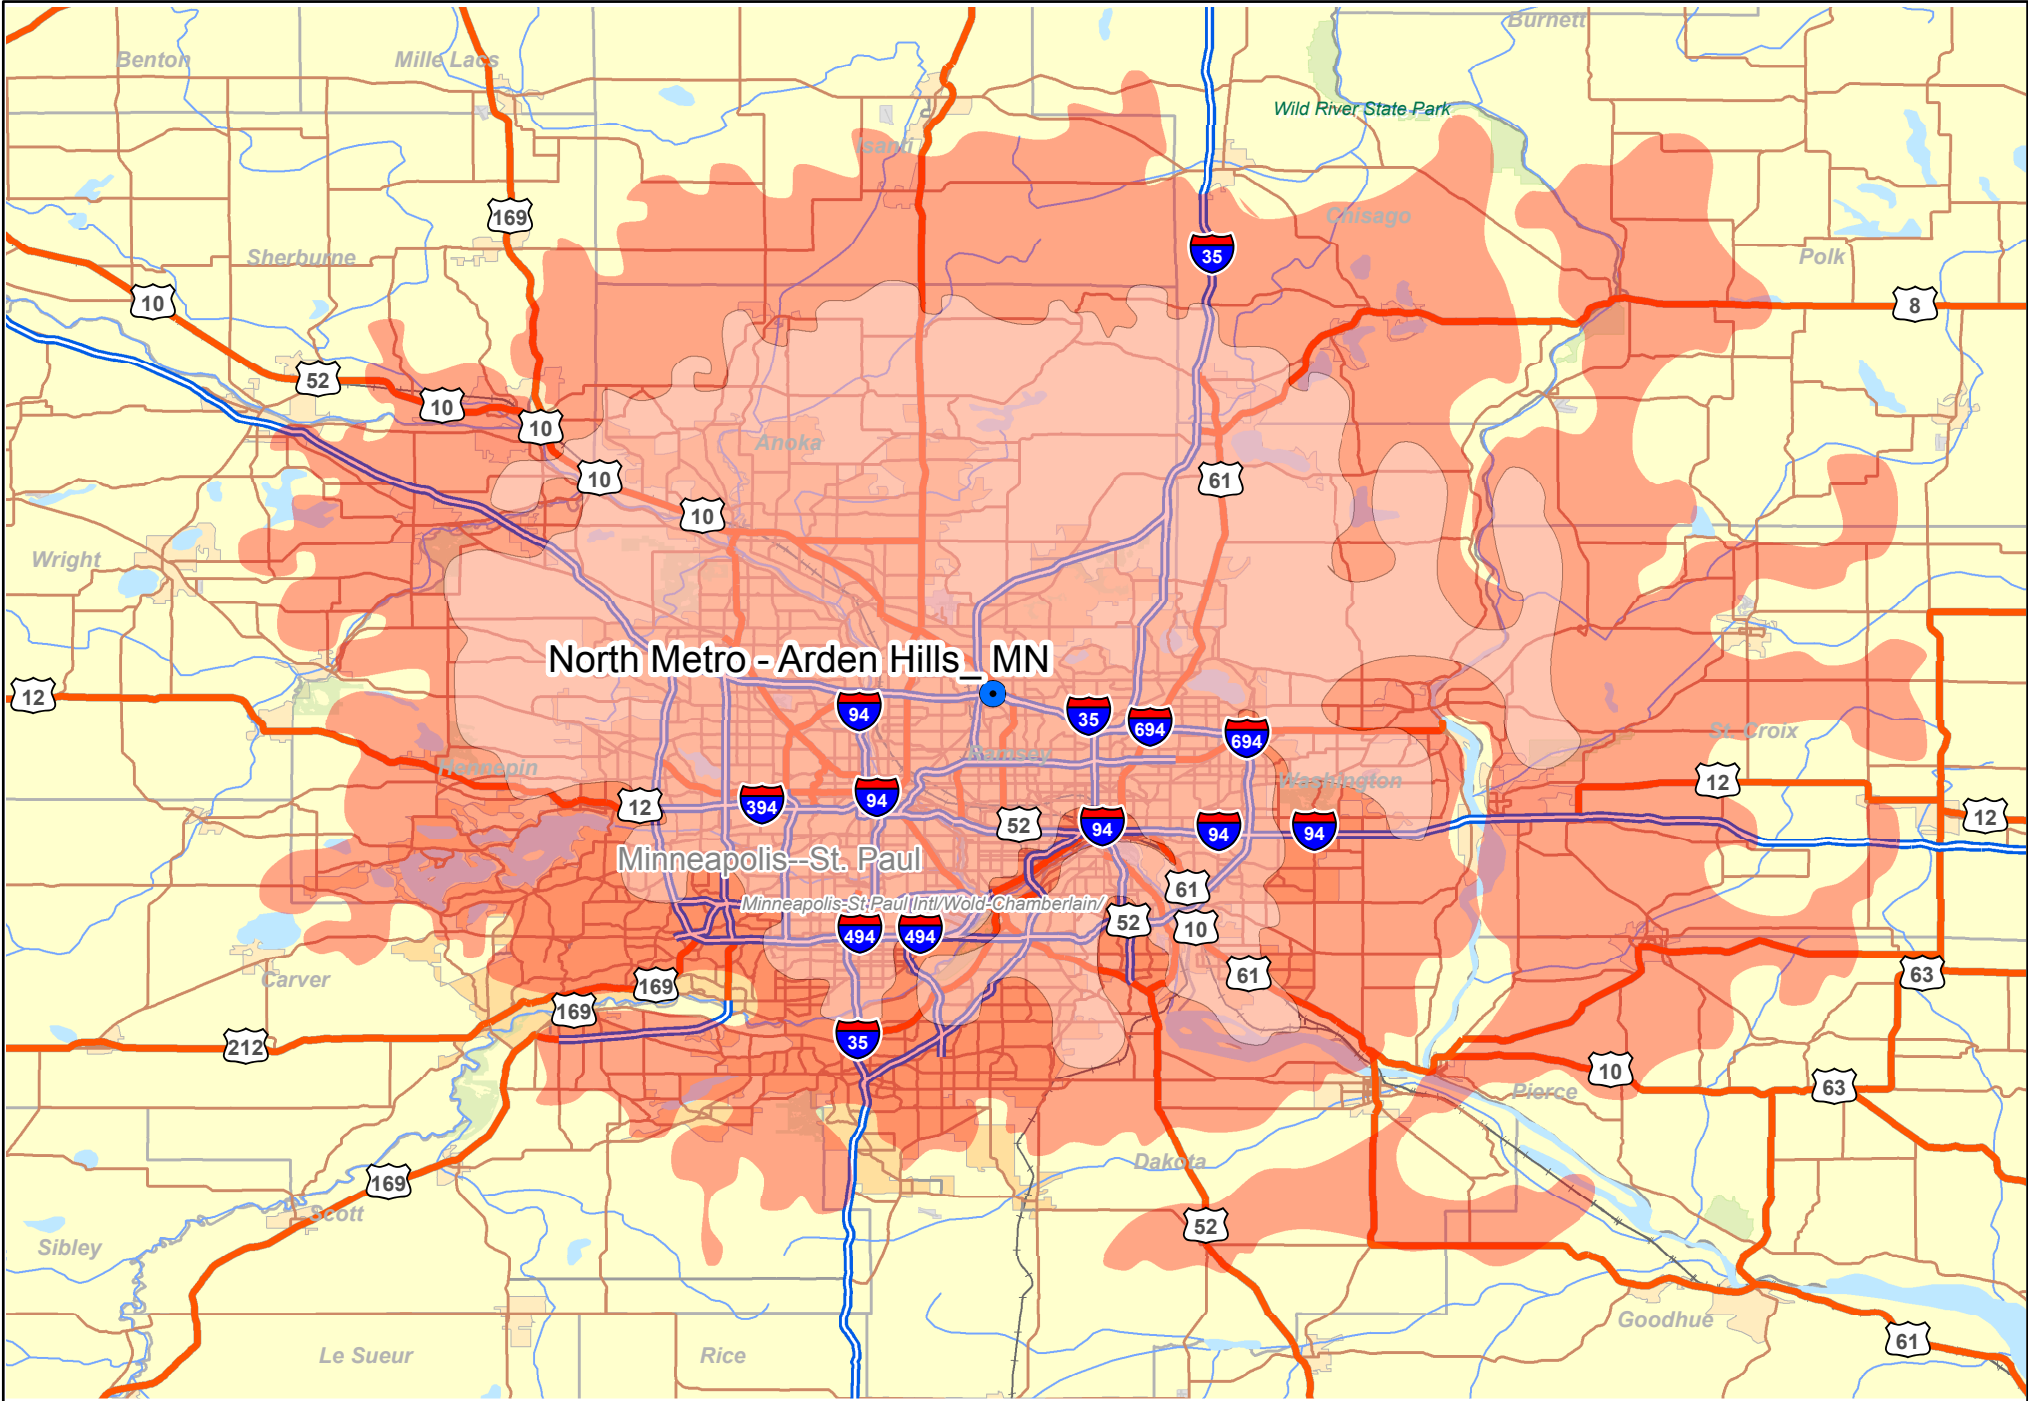 Burnett
Benton
Mille Lacs
Wild River State Park
Isanti
169
Chisago
35
Sherburne
Polk
10
8
52
10
10
Anoka
10
61
10
Wright
North Metro - Arden Hills_ MN
12
94
35
694
694
St. Croix
Ramsey
Hennepin
Washington
12
12
394
94
52
94
94
94
12
Minneapolis--St. Paul
61
Minneapolis-St Paul Intl/Wold-Chamberlain/
52
494
494
10
Carver
61
63
169
169
35
212
10
63
Pierce
Dakota
169
Scott
52
Sibley
Goodhue
61
Le Sueur
Rice